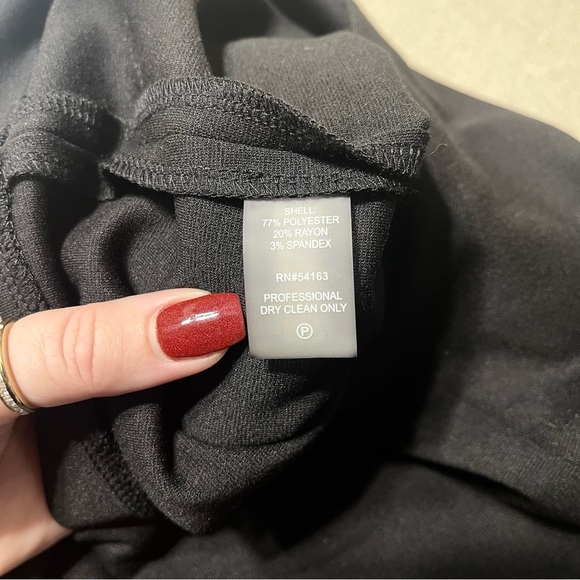 SHELL:
77% POLYESTER
20% RAYON
3% SPANDEX
RN#54163
PROFESSIONAL
DRY CLEAN ONLY
P